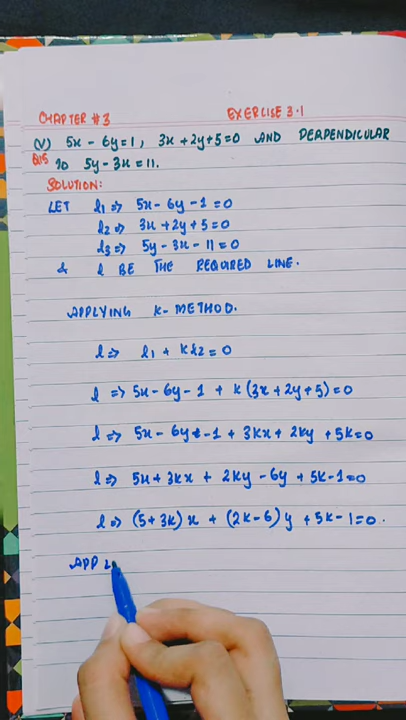 CHAPTER #3 EXERCISE 3.1
(V) 5x - 6y = 1, 3x + 2y + 5 = 0 AND PERPENDICULAR
Q15 TO 5y - 3x = 11.
SOLUTION:
LET l1 => 5x - 6y - 1 = 0
l2 => 3x + 2y + 5 = 0
l3 => 5y - 3x - 11 = 0
& l BE THE REQUIRED LINE.
APPLYING K-METHOD.
l => l1 + kl2 = 0
l => 5x - 6y - 1 + k(3x + 2y + 5) = 0
l => 5x - 6y - 1 + 3kx + 2ky + 5k = 0
l => 5x + 3kx + 2ky - 6y + 5k - 1 = 0
l => (5 + 3k)x + (2k - 6)y + 5k - 1 = 0.
APPL